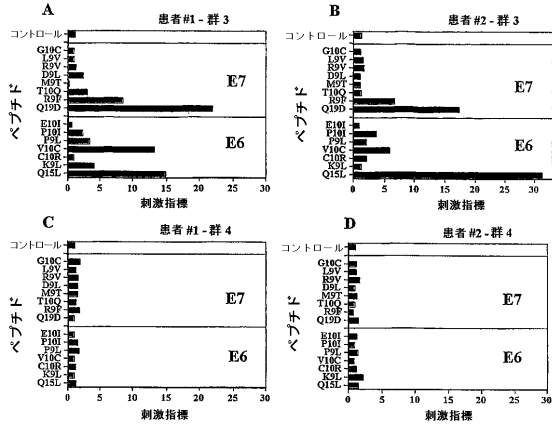 A
患者 #1 - 群 3
コントロール
G10C
L9V
R9V
D9L
M9T
T10Q
R9F
Q19D
E7
E10I
P10I
P9L
V10C
C10R
K9L
Q15L
E6
ペプチド
0 5 10 15 20 25 30
刺激指標
B
患者 #2 - 群 3
コントロール
G10C
L9V
R9V
D9L
M9T
T10Q
R9F
Q19D
E7
E10I
P10I
P9L
V10C
C10R
K9L
Q15L
E6
ペプチド
0 5 10 15 20 25 30
刺激指標
C
患者 #1 - 群 4
コントロール
G10C
L9V
R9V
D9L
M9T
T10Q
R9F
Q19D
E7
E10I
P10I
P9L
V10C
C10R
K9L
Q15L
E6
ペプチド
0 5 10 15 20 25 30
刺激指標
D
患者 #2 - 群 4
コントロール
G10C
L9V
R9V
D9L
M9T
T10Q
R9F
Q19D
E7
E10I
P10I
P9L
V10C
C10R
K9L
Q15L
E6
ペプチド
0 5 10 15 20 25 30
刺激指標